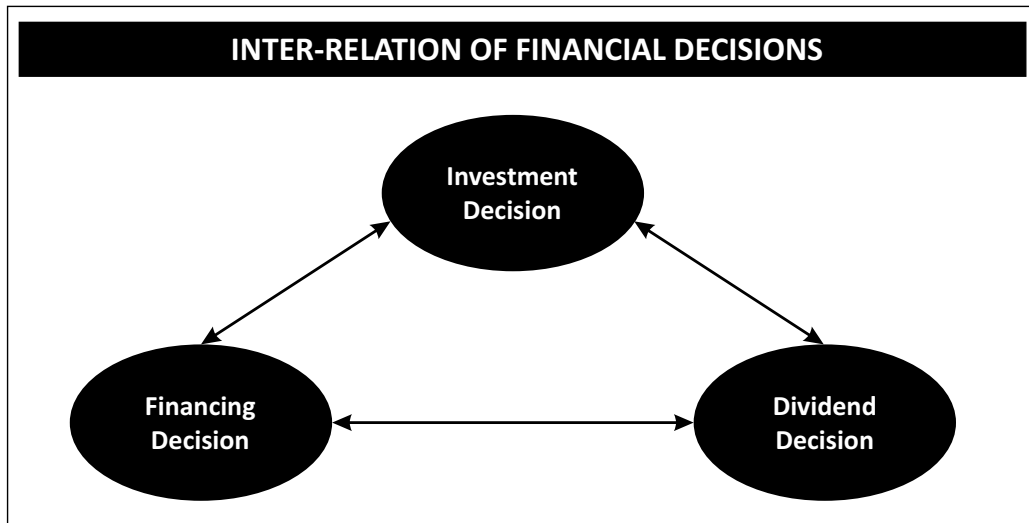 INTER-RELATION OF FINANCIAL DECISIONS
Investment
Decision
Financing
Decision
Dividend
Decision